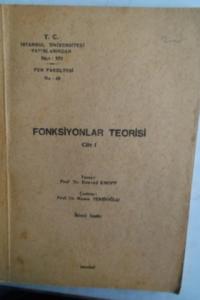 T. C.
İSTANBUL ÜNİVERSİTESİ
YAYINLARINDAN
FEN FAKÜLTESİ
FONKSİYONLAR TEORİSİ
Cilt I
Yazan:
Prof. Dr. Konrad KNOPP
Prof. Dr. Nazım TERZİOĞLU
İkinci baskı
İstanbul